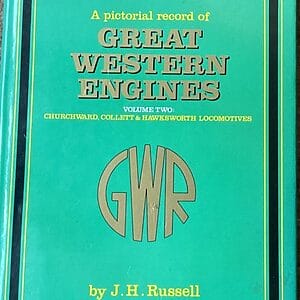 A pictorial record of
GREAT
WESTERN
ENGINES
VOLUME TWO:
CHURCHWARD, COLLETT & HAWKSWORTH LOCOMOTIVES
GWR
by J.H. Russell